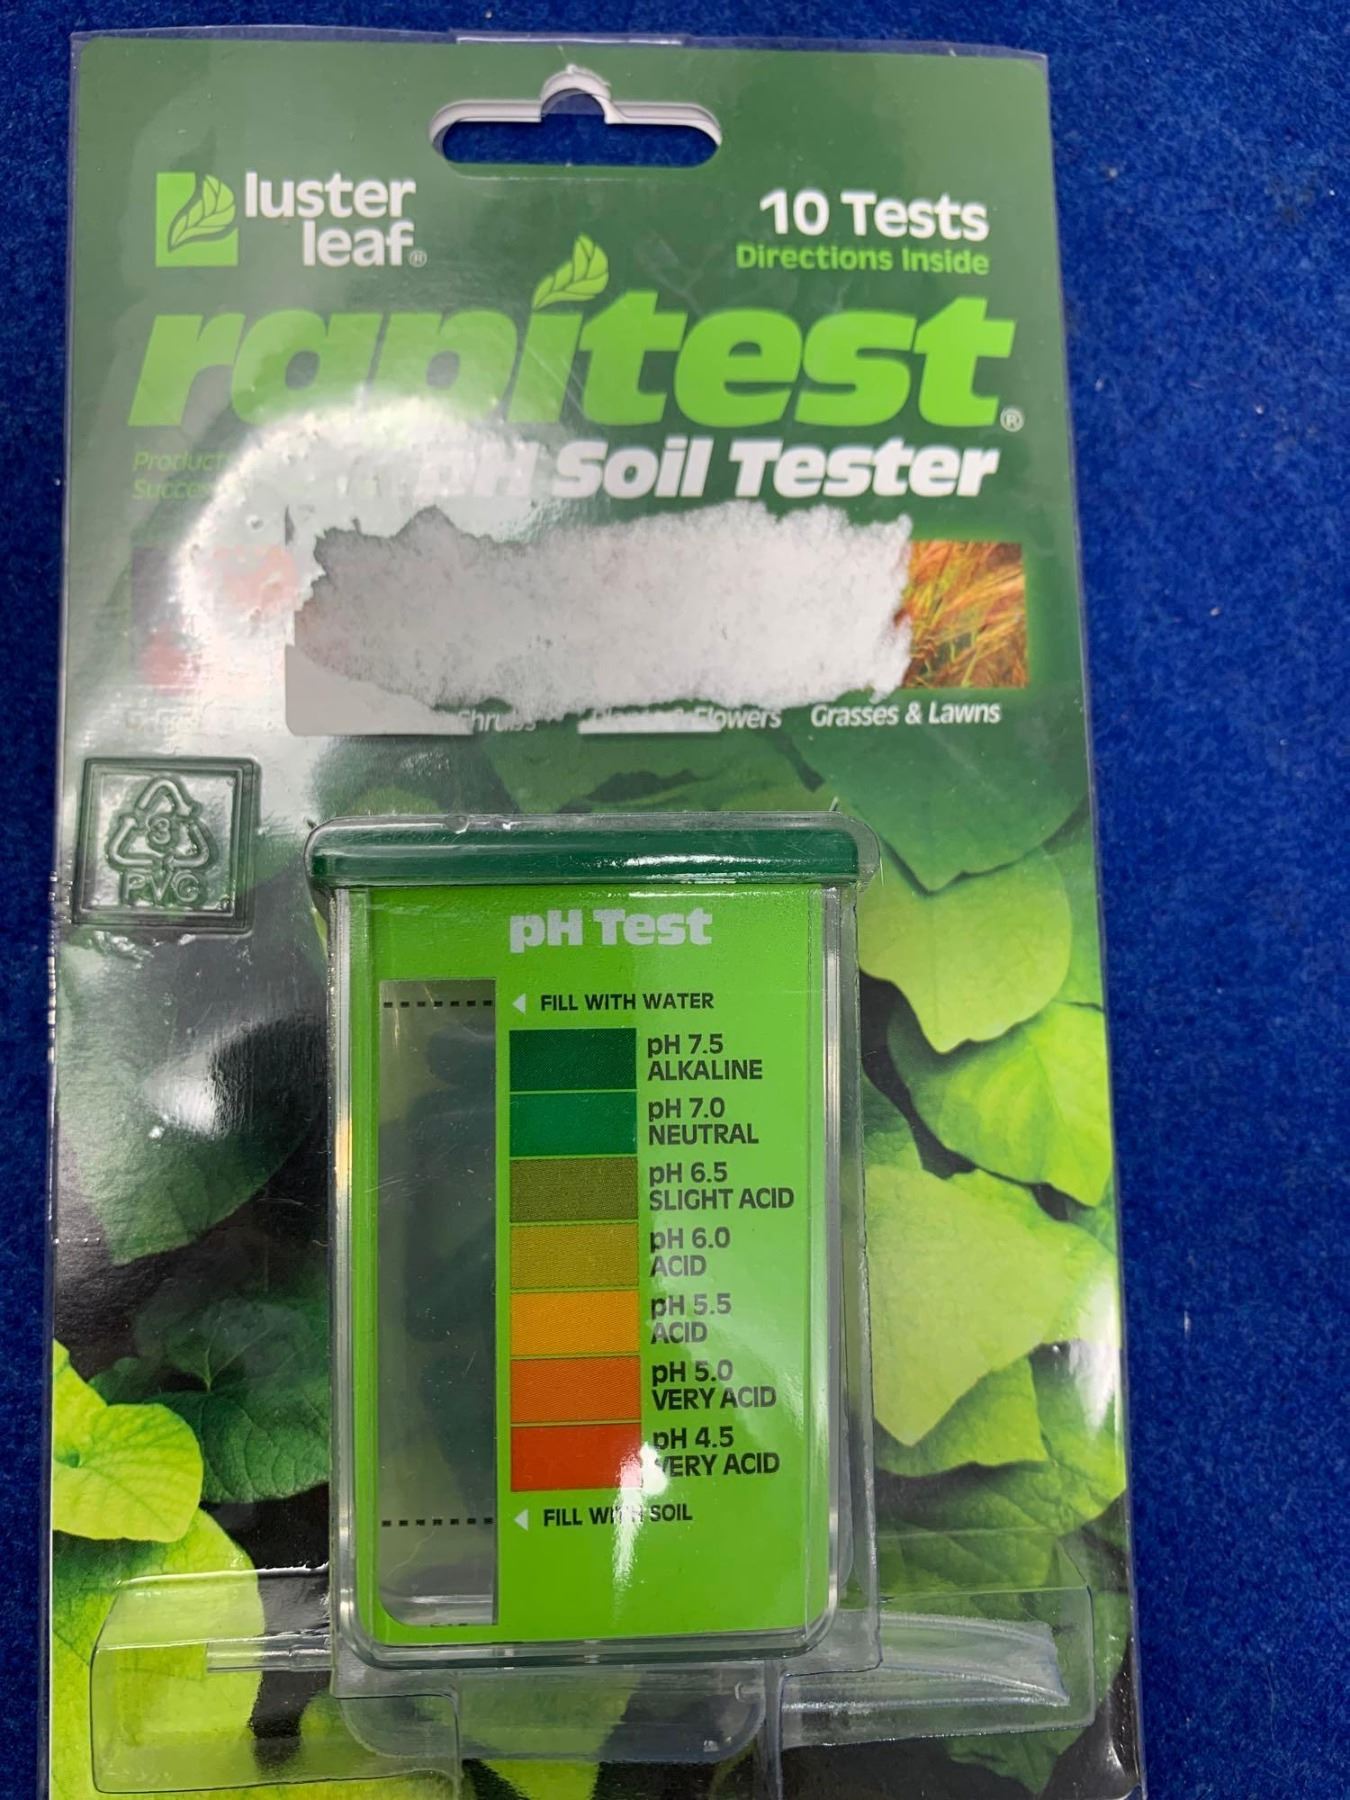 luster
leaf®
10 Tests
Directions Inside
rapitest®
pH Soil Tester
Grasses & Lawns
3
PVC
pH Test
FILL WITH WATER
pH 7.5
ALKALINE
pH 7.0
NEUTRAL
pH 6.5
SLIGHT ACID
pH 6.0
ACID
pH 5.5
ACID
pH 5.0
VERY ACID
pH 4.5
VERY ACID
FILL WITH SOIL